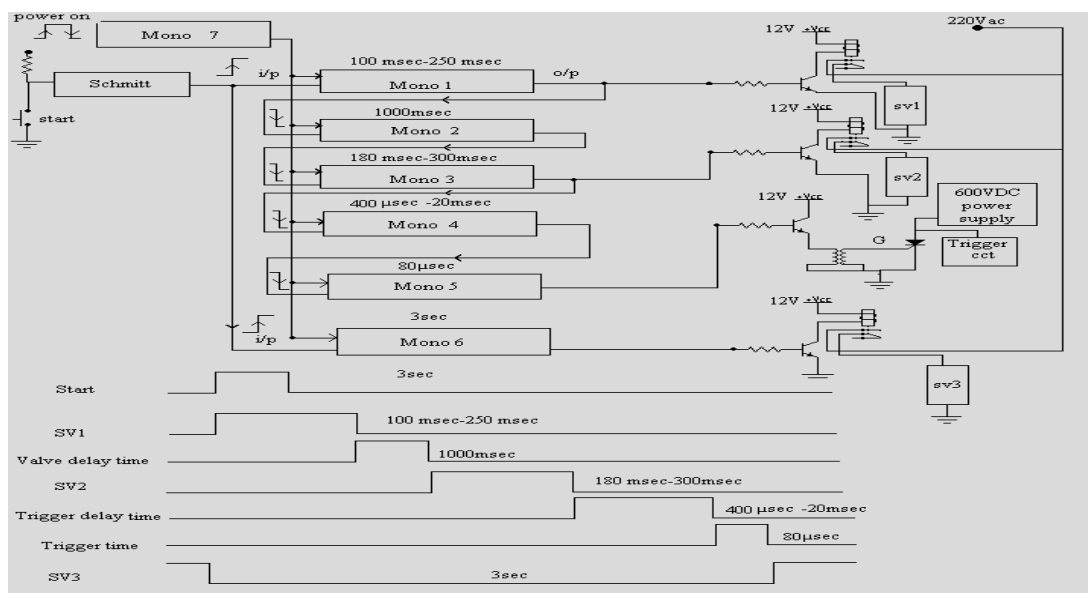 power on
220Vac
12V +Vcc
Mono 7
100 msec-250 msec
i/p
o/p
Schmitt
Mono 1
sv1
start
1000msec
12V +Vcc
Mono 2
180 msec-300msec
Mono 3
sv2
400 μsec -20msec
12V +Vcc
600VDC
power
supply
Mono 4
G
Trigger
cct
80μsec
Mono 5
12V +Vcc
3sec
i/p
Mono 6
3sec
sv3
Start
SV1
100 msec-250 msec
Valve delay time
1000msec
SV2
180 msec-300msec
Trigger delay time
400 μsec -20msec
Trigger time
80μsec
SV3
3sec